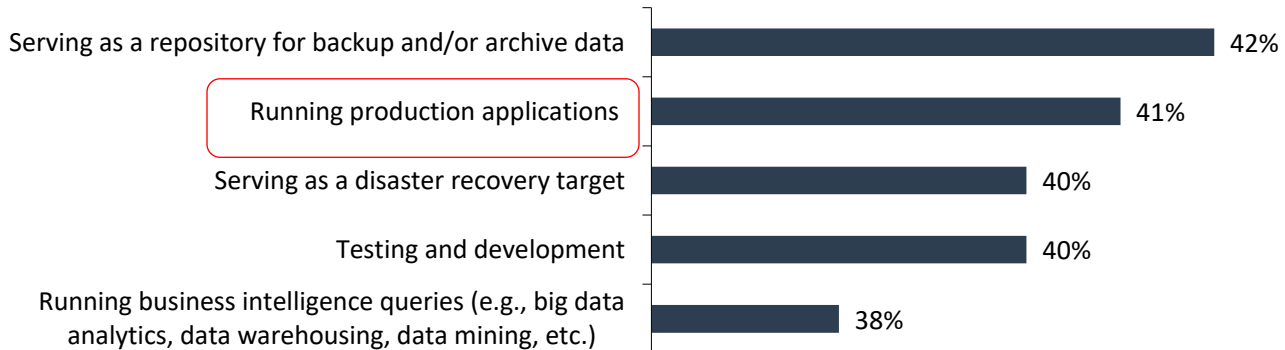 Serving as a repository for backup and/or archive data
42%
Running production applications
41%
Serving as a disaster recovery target
40%
Testing and development
40%
Running business intelligence queries (e.g., big data
analytics, data warehousing, data mining, etc.)
38%